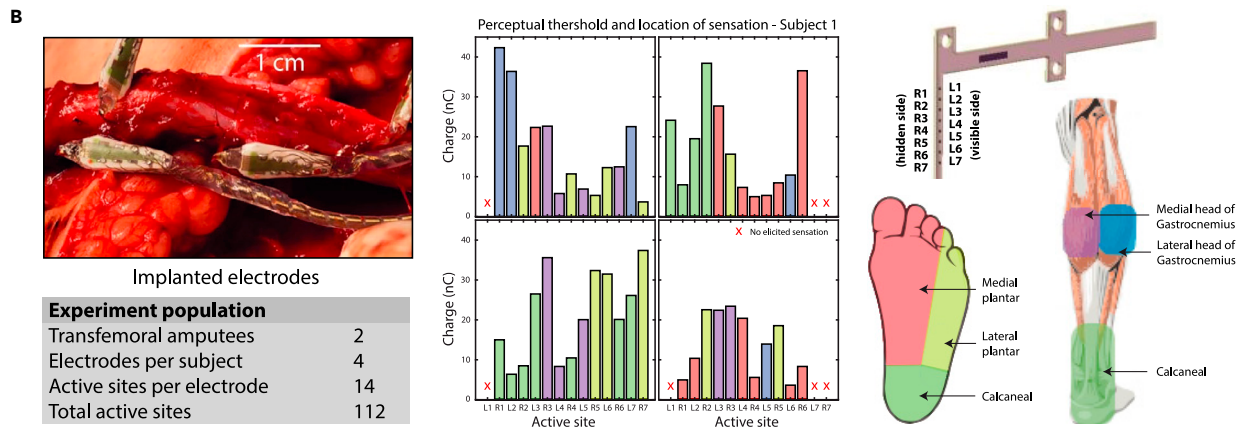 B
1 cm
Implanted electrodes
Experiment population
Transfemoral amputees 2
Electrodes per subject 4
Active sites per electrode 14
Total active sites 112
Perceptual thershold and location of sensation - Subject 1
Charge (nC)
40
30
20
10
0
X
X X
Charge (nC)
40
30
20
10
0
X
X No elicited sensation
X
X X
L1 R1 L2 R2 L3 R3 L4 R4 L5 R5 L6 R6 L7 R7
L1 R1 L2 R2 R3 L3 L4 R4 L5 R5 L6 R6 L7 R7
Active site
Active site
(hidden side)
R1
R2
R3
R4
R5
R6
R7
L1
L2
L3
L4
L5
L6
L7
(visible side)
Medial head of
Gastrocnemius
Lateral head of
Gastrocnemius
Medial
plantar
Lateral
plantar
Calcaneal
Calcaneal